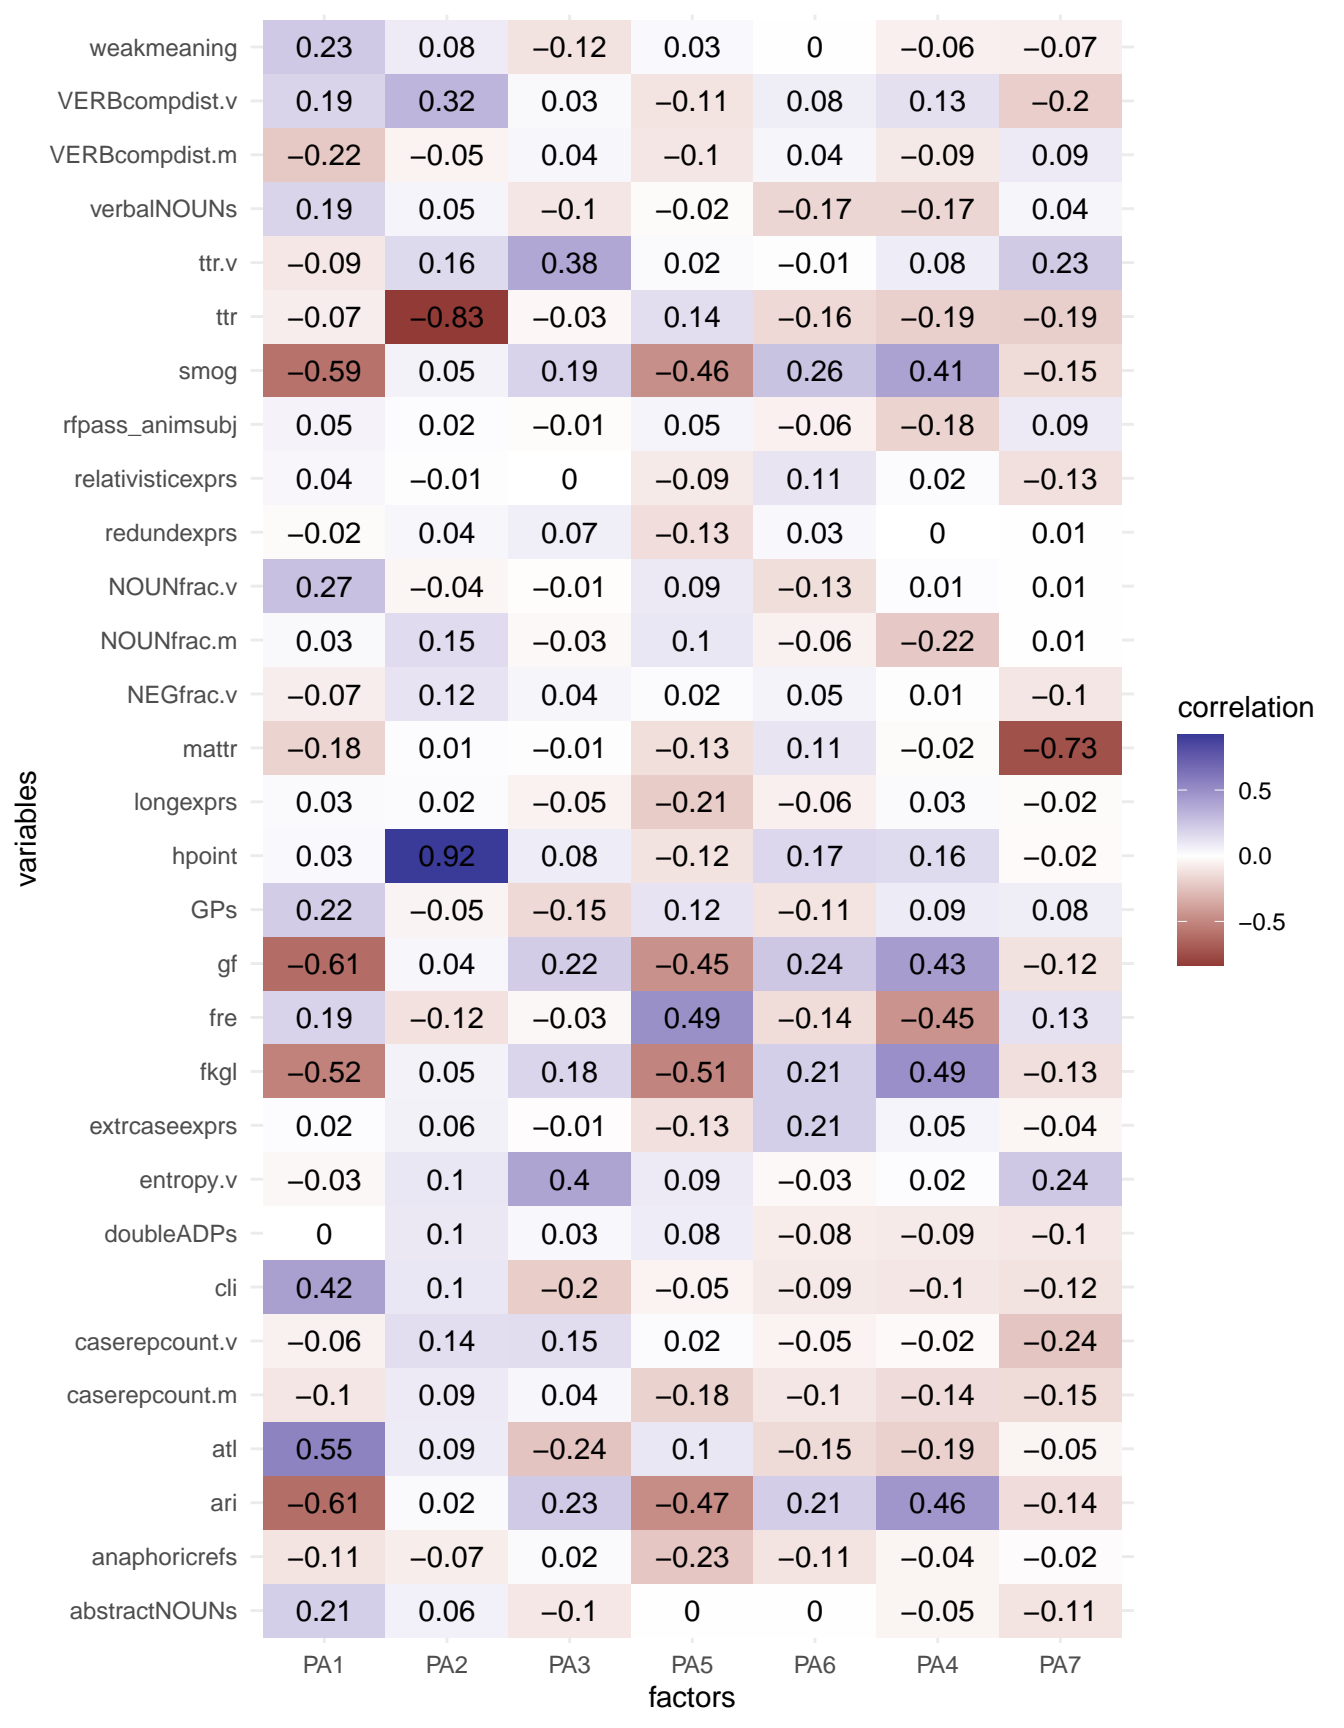 weakmeaning 0.23 0.08 −0.12 0.03 0 −0.06 −0.07
VERBcompdist.v 0.19 0.32 0.03 −0.11 0.08 0.13 −0.2
VERBcompdist.m −0.22 −0.05 0.04 −0.1 0.04 −0.09 0.09
verbalNOUNs 0.19 0.05 −0.1 −0.02 −0.17 −0.17 0.04
ttr.v −0.09 0.16 0.38 0.02 −0.01 0.08 0.23
ttr −0.07 −0.83 −0.03 0.14 −0.16 −0.19 −0.19
smog −0.59 0.05 0.19 −0.46 0.26 0.41 −0.15
rfpass_animsubj 0.05 0.02 −0.01 0.05 −0.06 −0.18 0.09
relativisticexprs 0.04 −0.01 0 −0.09 0.11 0.02 −0.13
redundexprs −0.02 0.04 0.07 −0.13 0.03 0 0.01
NOUNfrac.v 0.27 −0.04 −0.01 0.09 −0.13 0.01 0.01
NOUNfrac.m 0.03 0.15 −0.03 0.1 −0.06 −0.22 0.01
NEGfrac.v −0.07 0.12 0.04 0.02 0.05 0.01 −0.1
mattr −0.18 0.01 −0.01 −0.13 0.11 −0.02 −0.73
longexprs 0.03 0.02 −0.05 −0.21 −0.06 0.03 −0.02
hpoint 0.03 0.92 0.08 −0.12 0.17 0.16 −0.02
GPs 0.22 −0.05 −0.15 0.12 −0.11 0.09 0.08
gf −0.61 0.04 0.22 −0.45 0.24 0.43 −0.12
fre 0.19 −0.12 −0.03 0.49 −0.14 −0.45 0.13
fkgl −0.52 0.05 0.18 −0.51 0.21 0.49 −0.13
extrcaseexprs 0.02 0.06 −0.01 −0.13 0.21 0.05 −0.04
entropy.v −0.03 0.1 0.4 0.09 −0.03 0.02 0.24
doubleADPs 0 0.1 0.03 0.08 −0.08 −0.09 −0.1
cli 0.42 0.1 −0.2 −0.05 −0.09 −0.1 −0.12
caserepcount.v −0.06 0.14 0.15 0.02 −0.05 −0.02 −0.24
caserepcount.m −0.1 0.09 0.04 −0.18 −0.1 −0.14 −0.15
atl 0.55 0.09 −0.24 0.1 −0.15 −0.19 −0.05
ari −0.61 0.02 0.23 −0.47 0.21 0.46 −0.14
anaphoricrefs −0.11 −0.07 0.02 −0.23 −0.11 −0.04 −0.02
abstractNOUNs 0.21 0.06 −0.1 0 0 −0.05 −0.11
PA1 PA2 PA3 PA5 PA6 PA4 PA7
factors
variables
correlation
0.5
0.0
−0.5